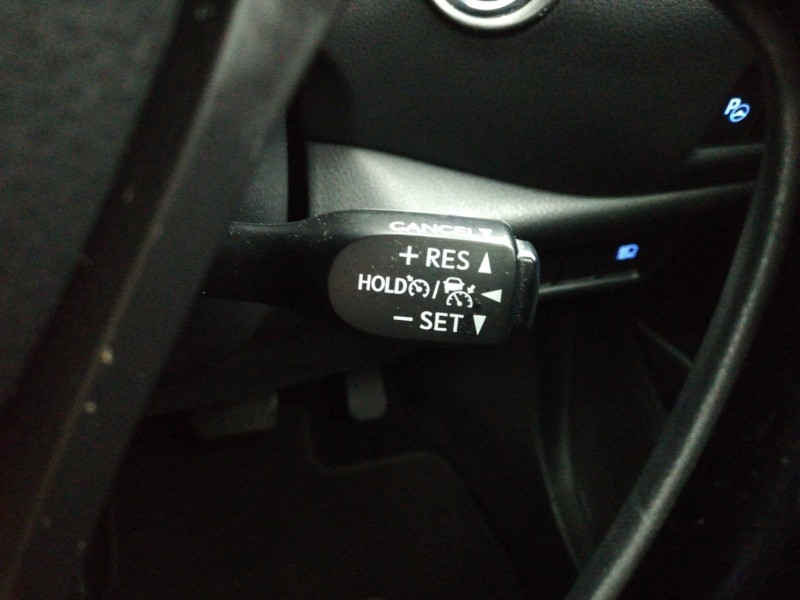 P
CANCEL
+ RES
HOLD /
− SET